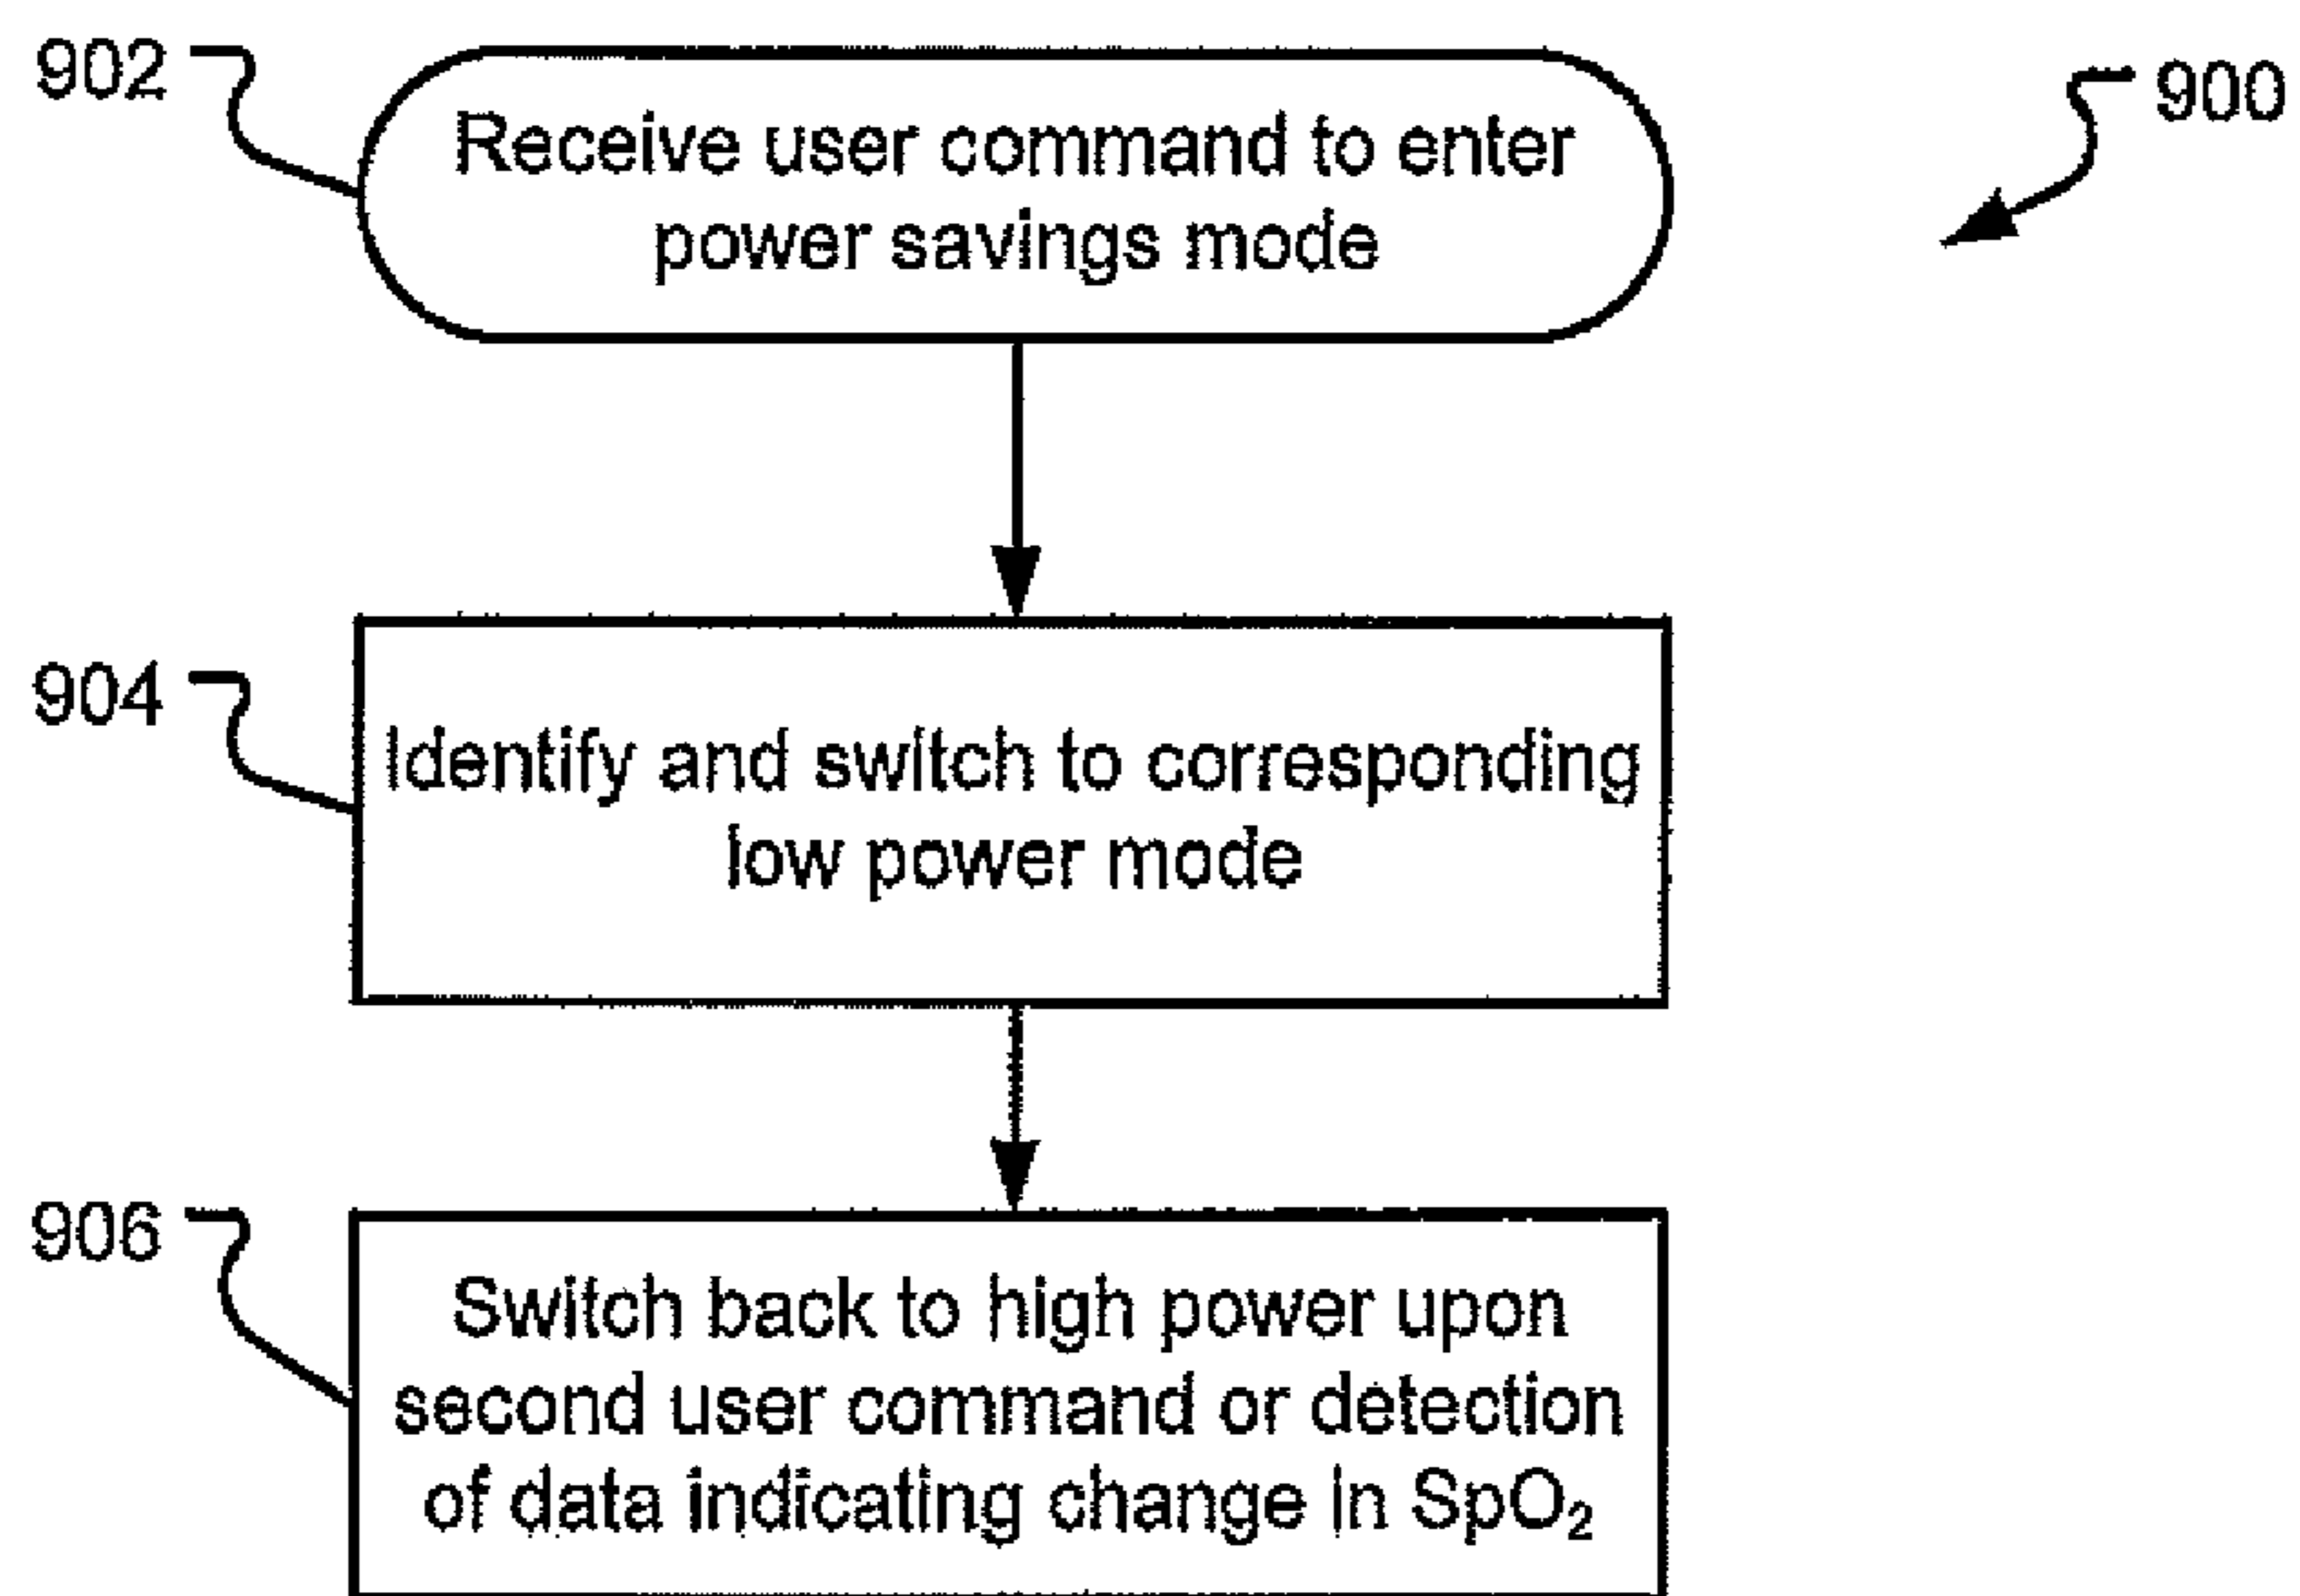 902
900
Receive user command to enter
power savings mode
904
Identify and switch to corresponding
low power mode
906
Switch back to high power upon
second user command or detection
of data indicating change in SpO₂